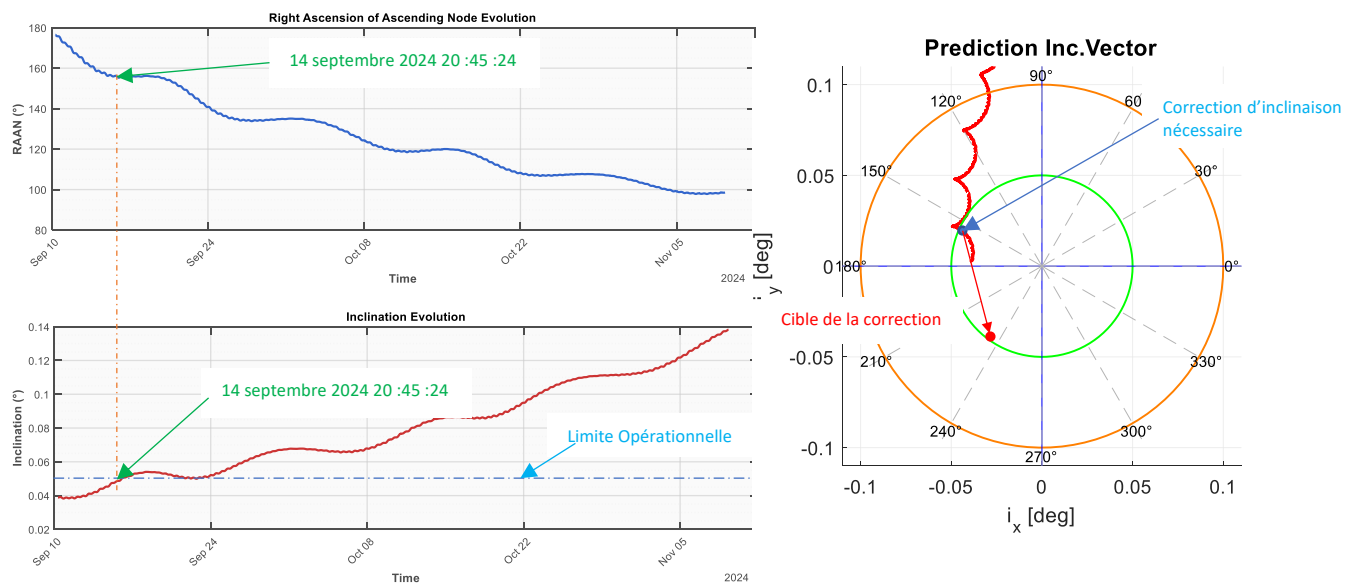 Right Ascension of Ascending Node Evolution
180
160
140
120
100
80
RAAN (°)
14 septembre 2024 20 :45 :24
Sep 10
Sep 24
Oct 08
Oct 22
Nov 05
Time
2024
Inclination Evolution
0.14
0.12
0.1
0.08
0.06
0.04
0.02
Inclination (°)
14 septembre 2024 20 :45 :24
Limite Opérationnelle
Sep 10
Sep 24
Oct 08
Oct 22
Nov 05
Time
2024
Prediction Inc.Vector
0.1
0.05
0
-0.05
-0.1
i y [deg]
90°
120°
60
150°
30°
180°
0°
210°
330°
240°
300°
270°
Correction d’inclinaison
nécessaire
Cible de la correction
-0.1
-0.05
0
0.05
0.1
i x [deg]